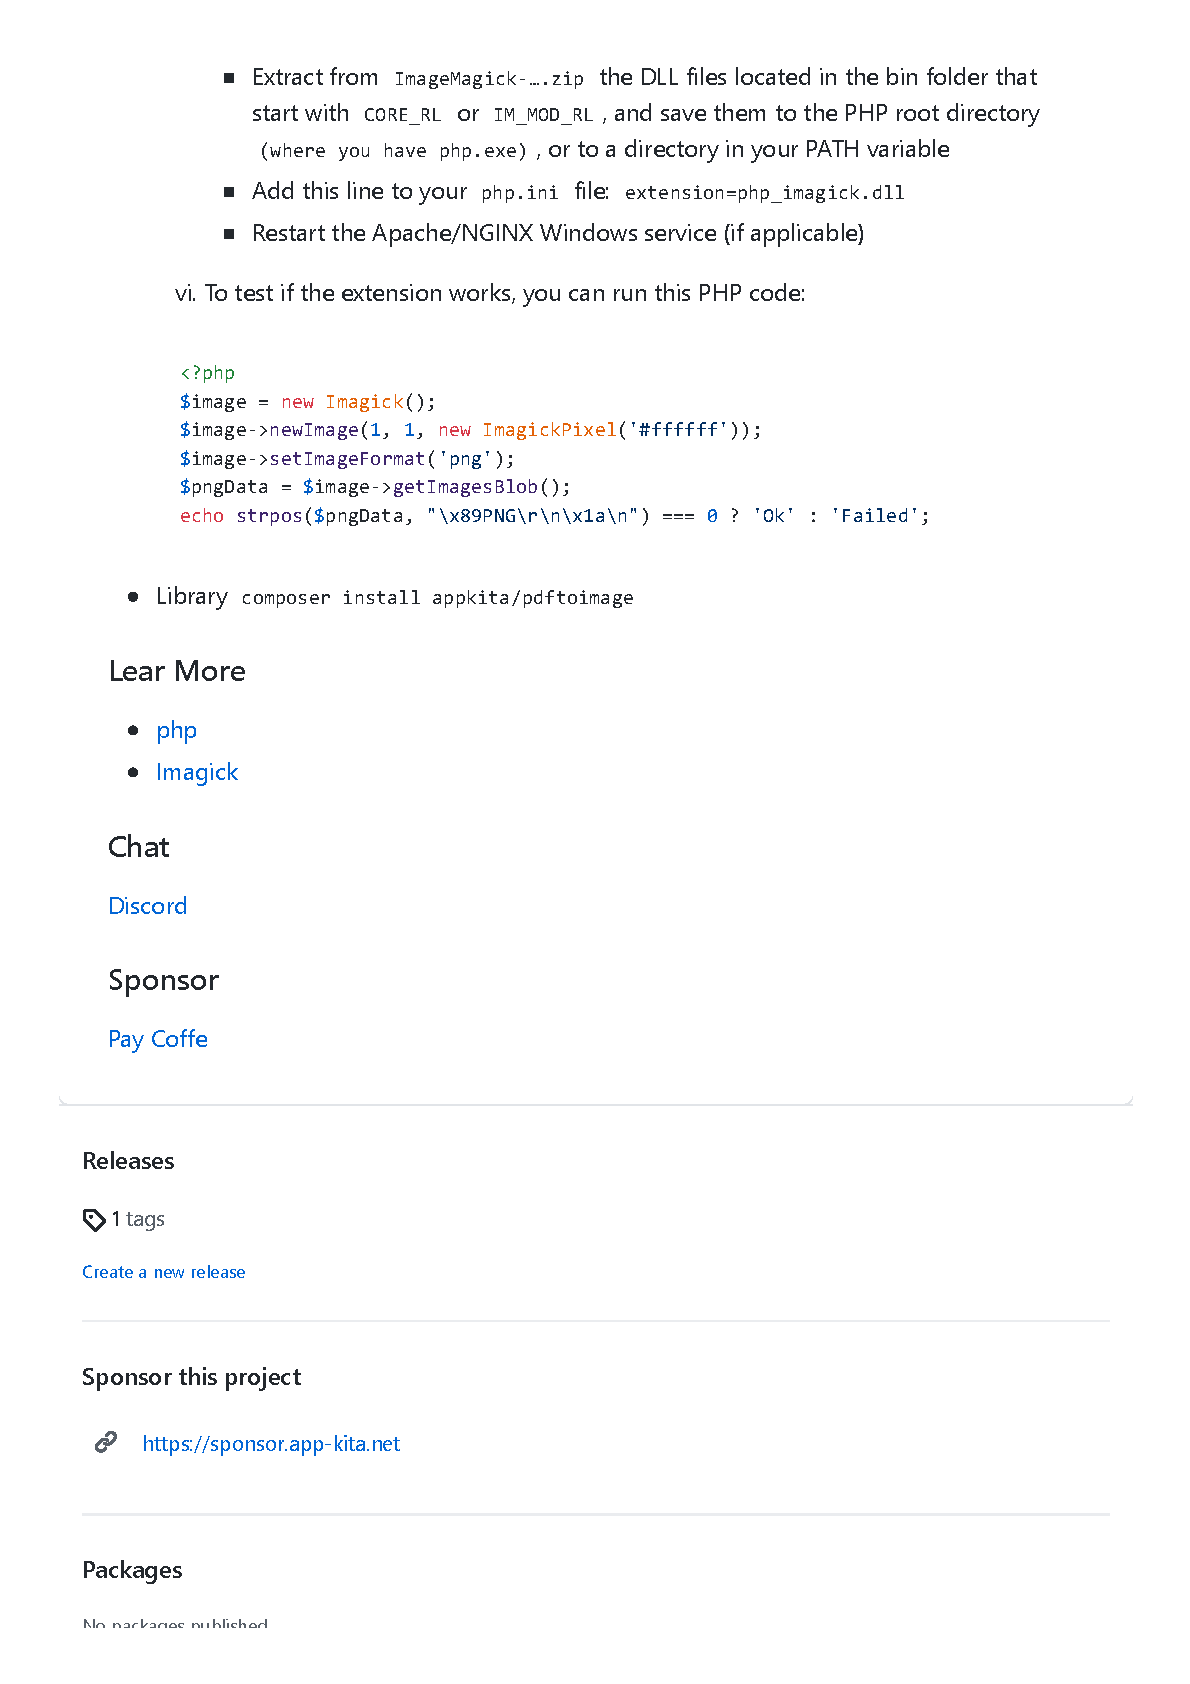 Extract from ImageMagick-….zip the DLL files located in the bin folder that
start with CORE_RL or IM_MOD_RL , and save them to the PHP root directory
(where you have php.exe) , or to a directory in your PATH variable
Add this line to your php.ini file: extension=php_imagick.dll
Restart the Apache/NGINX Windows service (if applicable)
vi. To test if the extension works, you can run this PHP code:
<?php
$image = new Imagick();
$image->newImage(1, 1, new ImagickPixel('#ffffff'));
$image->setImageFormat('png');
$pngData = $image->getImagesBlob();
echo strpos($pngData, "\x89PNG\r\n\x1a\n") === 0 ? 'Ok' : 'Failed';
Library composer install appkita/pdftoimage
Lear More
php
Imagick
Chat
Discord
Sponsor
Pay Coffe
Releases
1 tags
Create a new release
Sponsor this project
https://sponsor.app-kita.net
Packages
No packages published